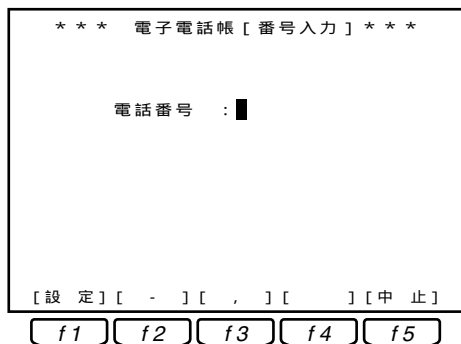 ＊＊＊ 電子電話帳［番号入力］＊＊＊
電話番号 ：
［設 定］［ - ］［ , ］［ ］［中 止］
f1 f2 f3 f4 f5